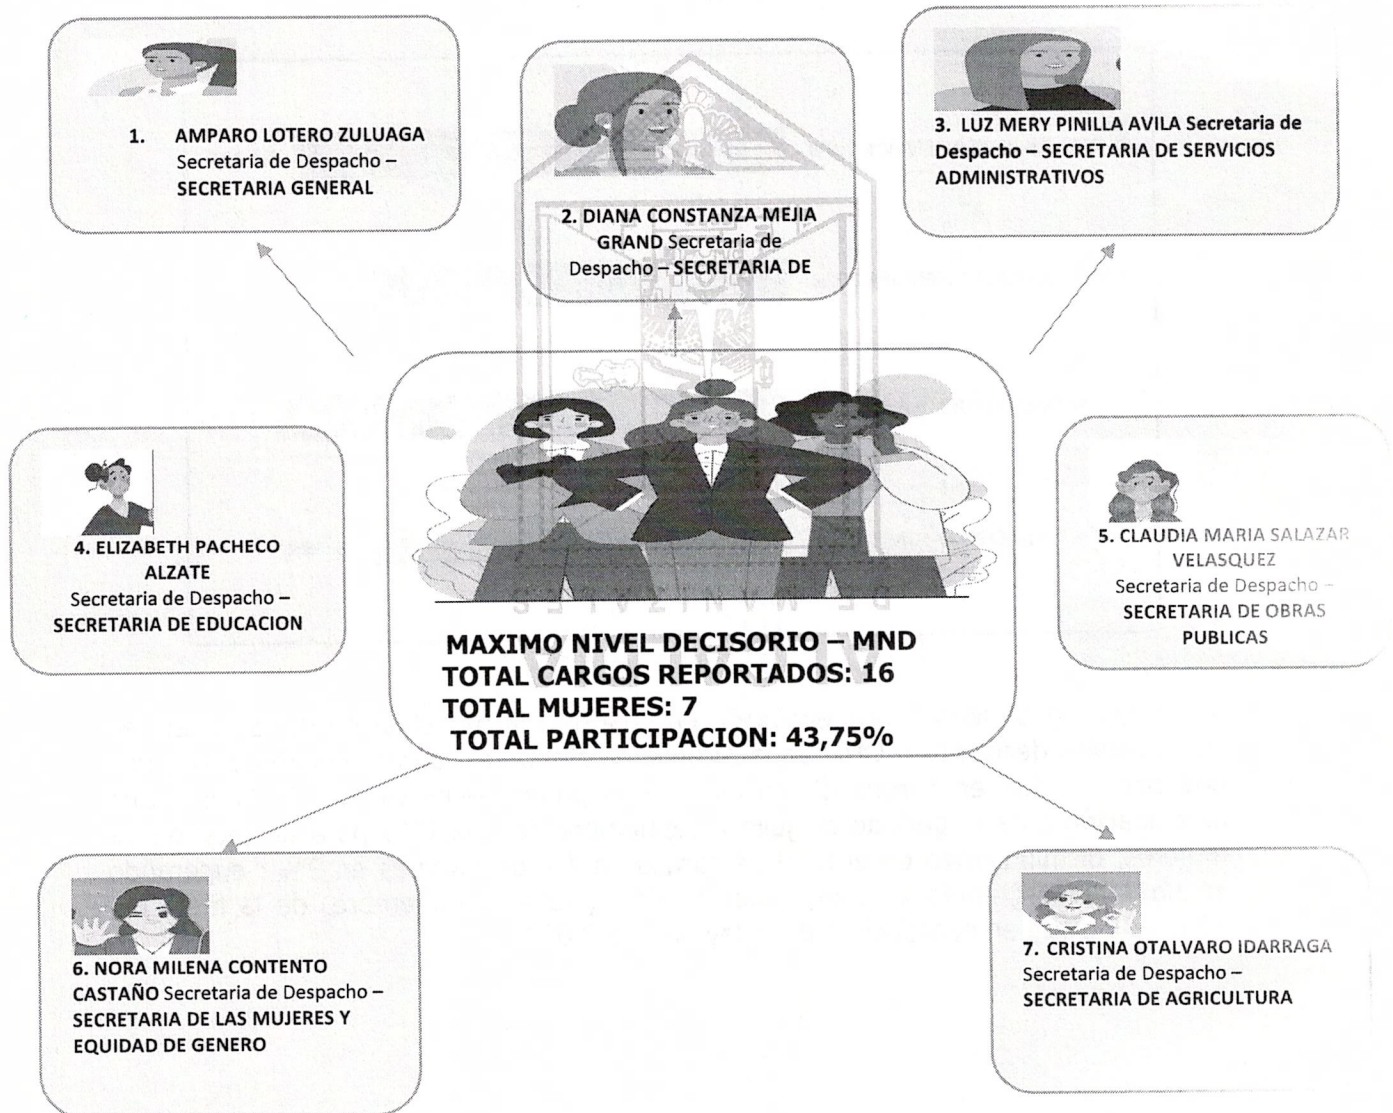 1. AMPARO LOTERO ZULUAGA
Secretaria de Despacho –
SECRETARIA GENERAL
2. DIANA CONSTANZA MEJIA
GRAND Secretaria de
Despacho – SECRETARIA DE
3. LUZ MERY PINILLA AVILA Secretaria de
Despacho – SECRETARIA DE SERVICIOS
ADMINISTRATIVOS
4. ELIZABETH PACHECO
ALZATE
Secretaria de Despacho –
SECRETARIA DE EDUCACION
MAXIMO NIVEL DECISORIO – MND
TOTAL CARGOS REPORTADOS: 16
TOTAL MUJERES: 7
TOTAL PARTICIPACION: 43,75%
5. CLAUDIA MARIA SALAZAR
VELASQUEZ
Secretaria de Despacho –
SECRETARIA DE OBRAS
PUBLICAS
6. NORA MILENA CONTENTO
CASTAÑO Secretaria de Despacho –
SECRETARIA DE LAS MUJERES Y
EQUIDAD DE GENERO
7. CRISTINA OTALVARO IDARRAGA
Secretaria de Despacho –
SECRETARIA DE AGRICULTURA